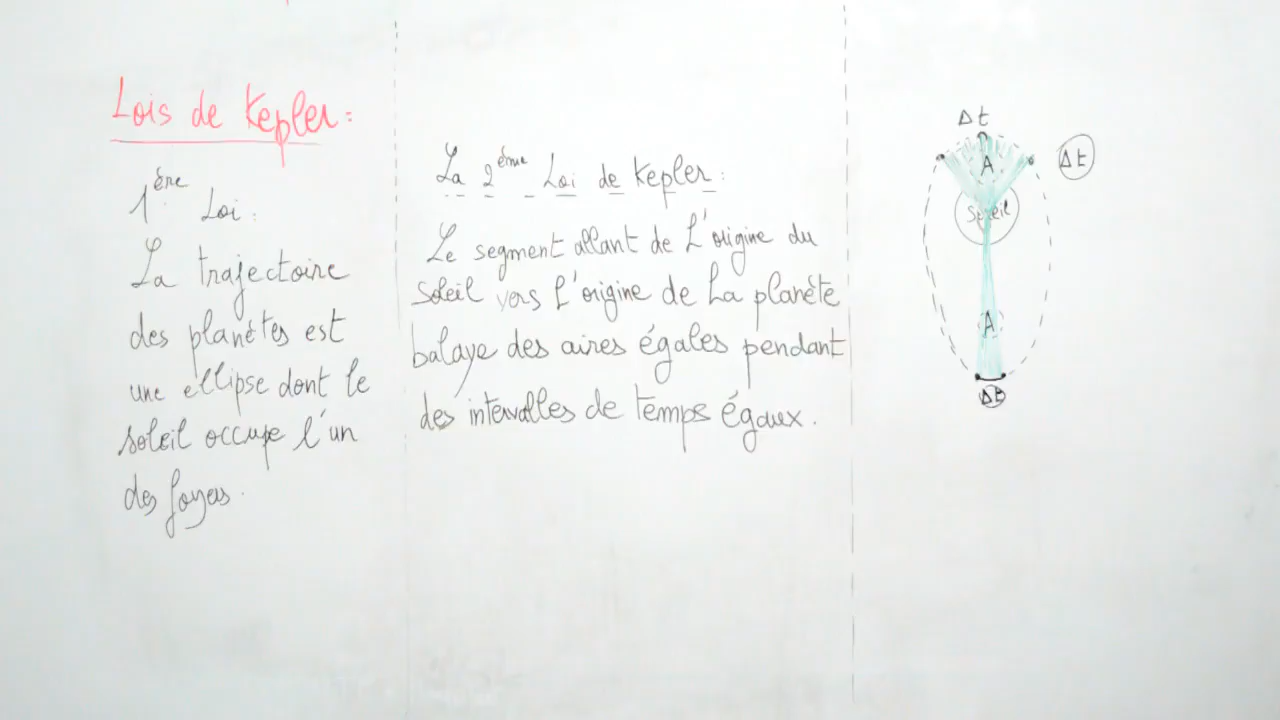 Lois de Kepler :
1ère Loi :
La trajectoire
des planètes est
une ellipse dont le
soleil occupe l'un
des foyers.
La 2ème Loi de Kepler :
Le segment allant de L'origine du
soleil vers l'origine de La planète
balaye des aires égales pendant
des intervalles de temps égaux.
Δt
Δt
A
Soleil
A
Δt